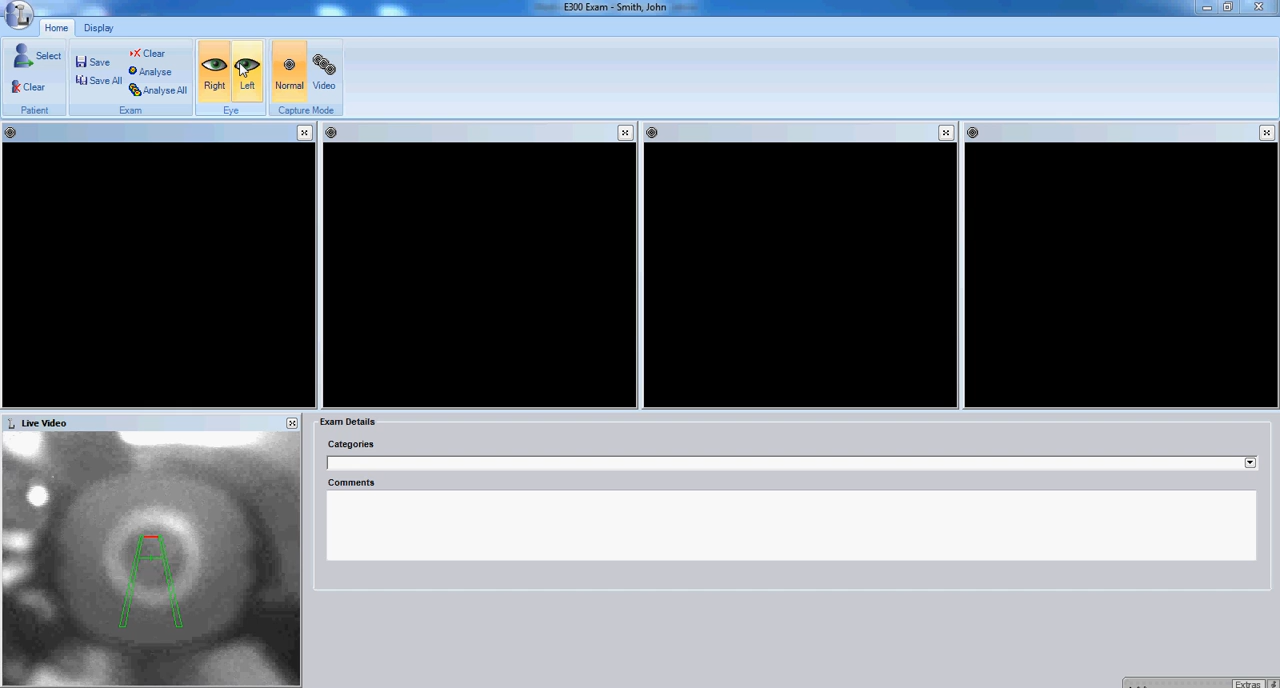 E300 Exam - Smith, John
Home
Display
Select
Clear
Patient
Save
Save All
Clear
Analyse
Analyse All
Exam
Right
Left
Eye
Normal
Video
Capture Mode
Live Video
Exam Details
Categories
Comments
Extras